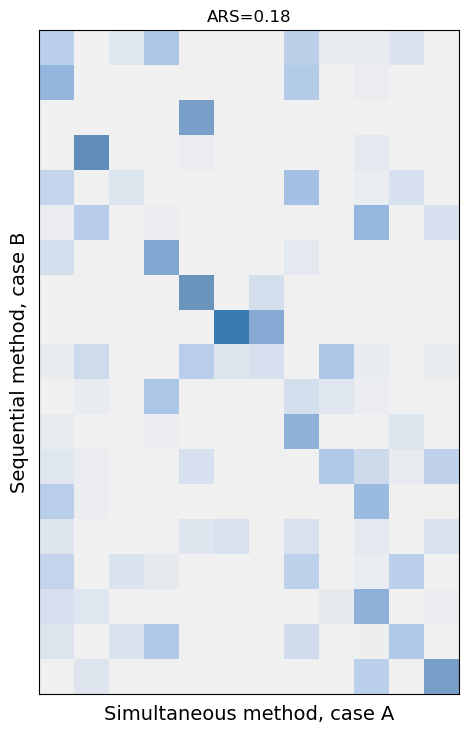 ARS=0.18
Sequential method, case B
Simultaneous method, case A